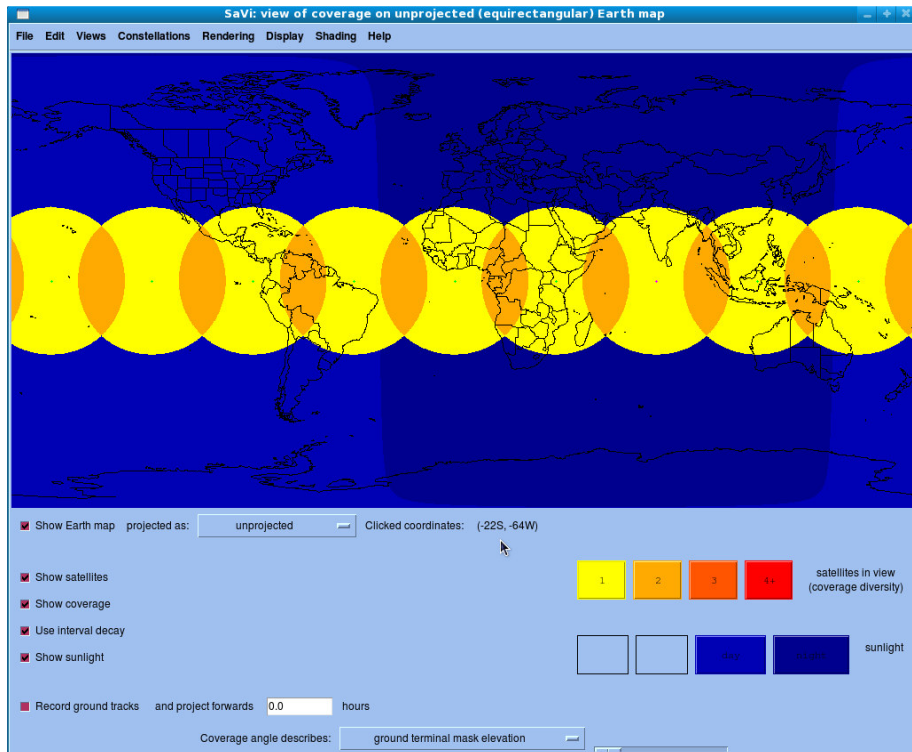 SaVi: view of coverage on unprojected (equirectangular) Earth map
File Edit Views Constellations Rendering Display Shading Help
Show Earth map projected as: unprojected Clicked coordinates: (-22S, -64W)
Show satellites
Show coverage
Use interval decay
Show sunlight
1 2 3 4+ satellites in view
(coverage diversity)
sunlight
Record ground tracks and project forwards 0.0 hours
Coverage angle describes: ground terminal mask elevation